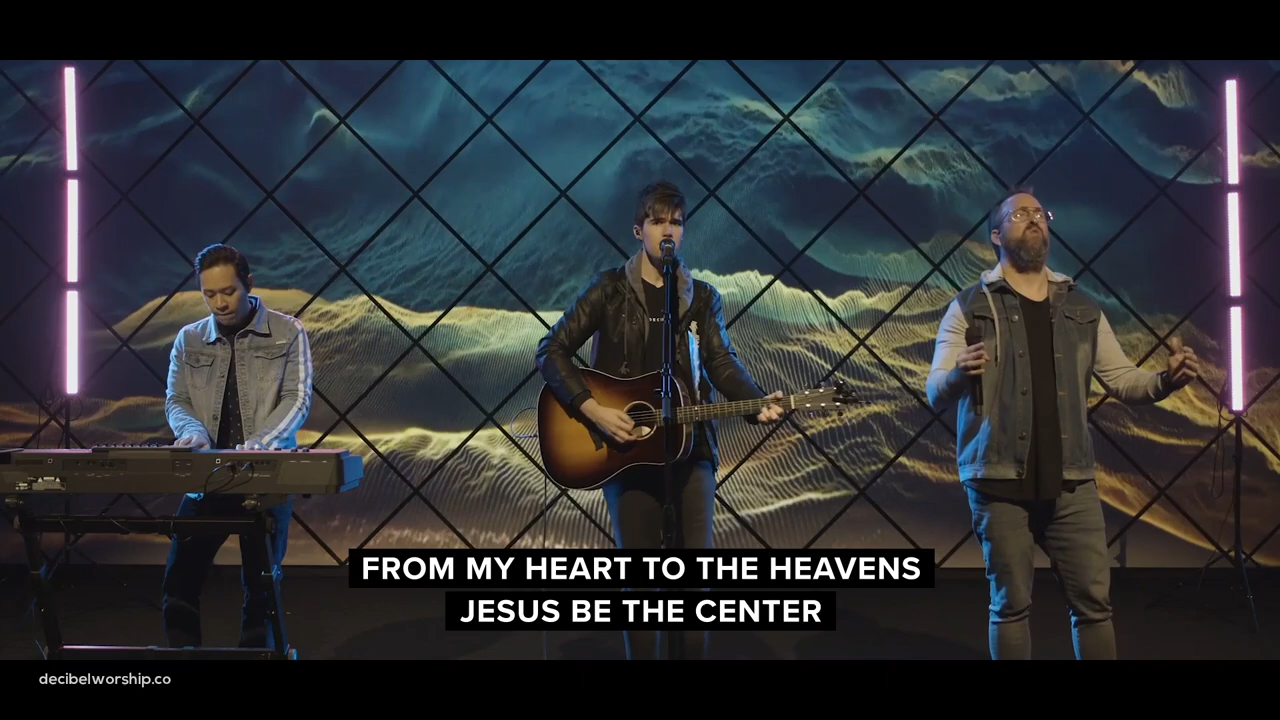 FROM MY HEART TO THE HEAVENS
JESUS BE THE CENTER
decibelworship.co